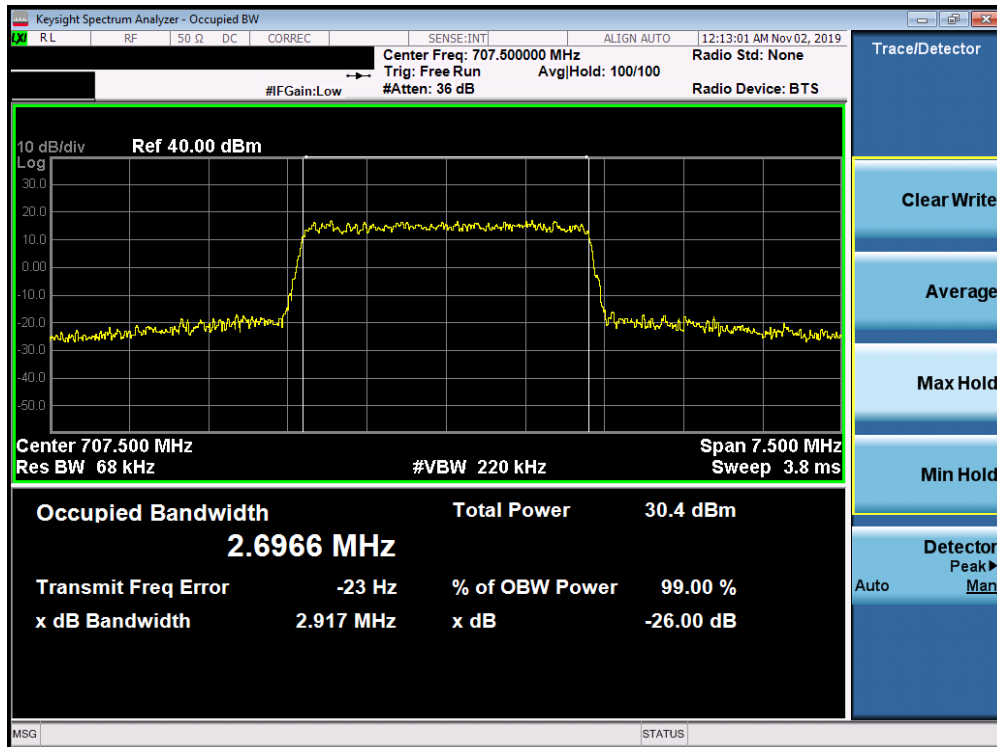 Keysight Spectrum Analyzer - Occupied BW
LXI RL RF 50 Ω DC CORREC SENSE:INT ALIGN AUTO 12:13:01 AM Nov 02, 2019
Center Freq: 707.500000 MHz Radio Std: None
Trig: Free Run Avg|Hold: 100/100
#IFGain:Low #Atten: 36 dB Radio Device: BTS
10 dB/div Ref 40.00 dBm
Log
30.0
20.0
10.0
0.00
-10.0
-20.0
-30.0
-40.0
-50.0
Center 707.500 MHz Span 7.500 MHz
Res BW 68 kHz #VBW 220 kHz Sweep 3.8 ms
Occupied Bandwidth Total Power 30.4 dBm
2.6966 MHz
Transmit Freq Error -23 Hz % of OBW Power 99.00 %
x dB Bandwidth 2.917 MHz x dB -26.00 dB
Trace/Detector
Clear Write
Average
Max Hold
Min Hold
Detector
Peak▶
Auto Man
MSG STATUS